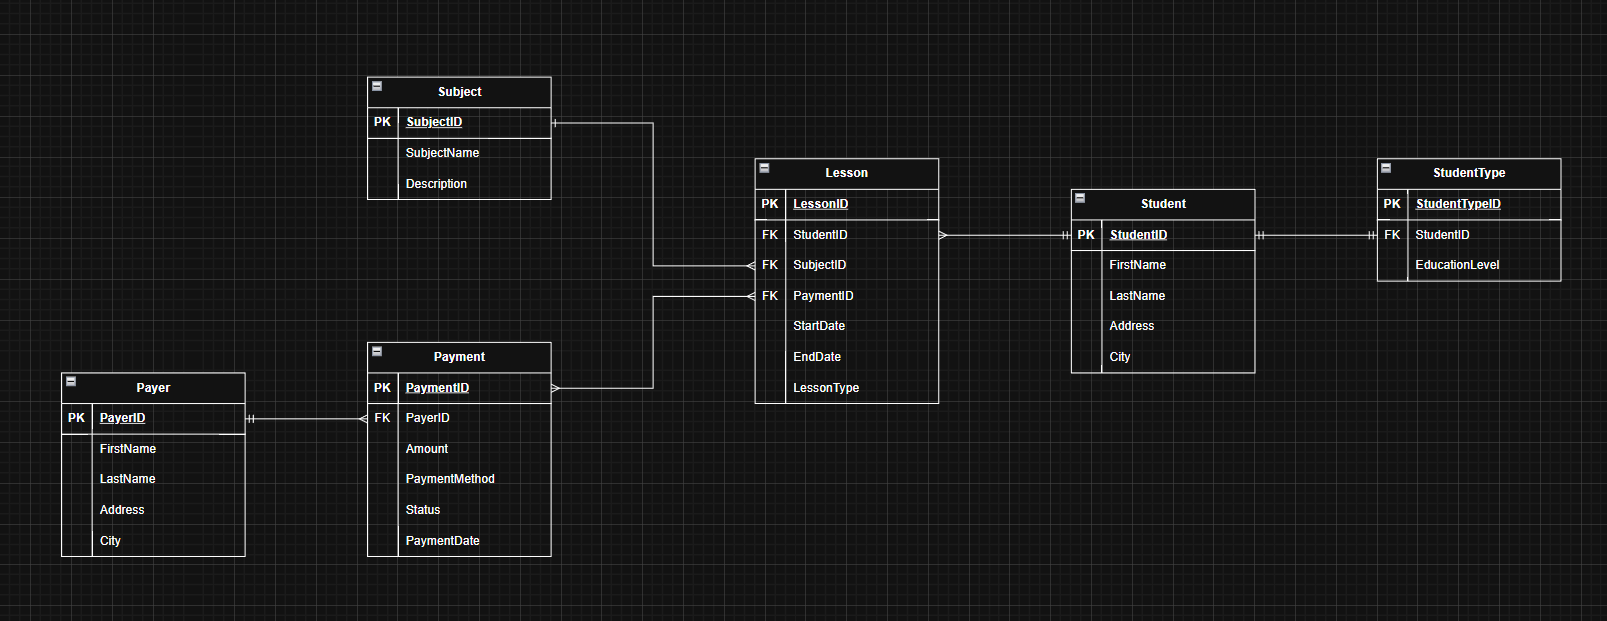 Subject
PK SubjectID
SubjectName
Description
Lesson
PK LessonID
FK StudentID
FK SubjectID
FK PaymentID
StartDate
EndDate
LessonType
Student
PK StudentID
FirstName
LastName
Address
City
StudentType
PK StudentTypeID
FK StudentID
EducationLevel
Payer
PK PayerID
FirstName
LastName
Address
City
Payment
PK PaymentID
FK PayerID
Amount
PaymentMethod
Status
PaymentDate